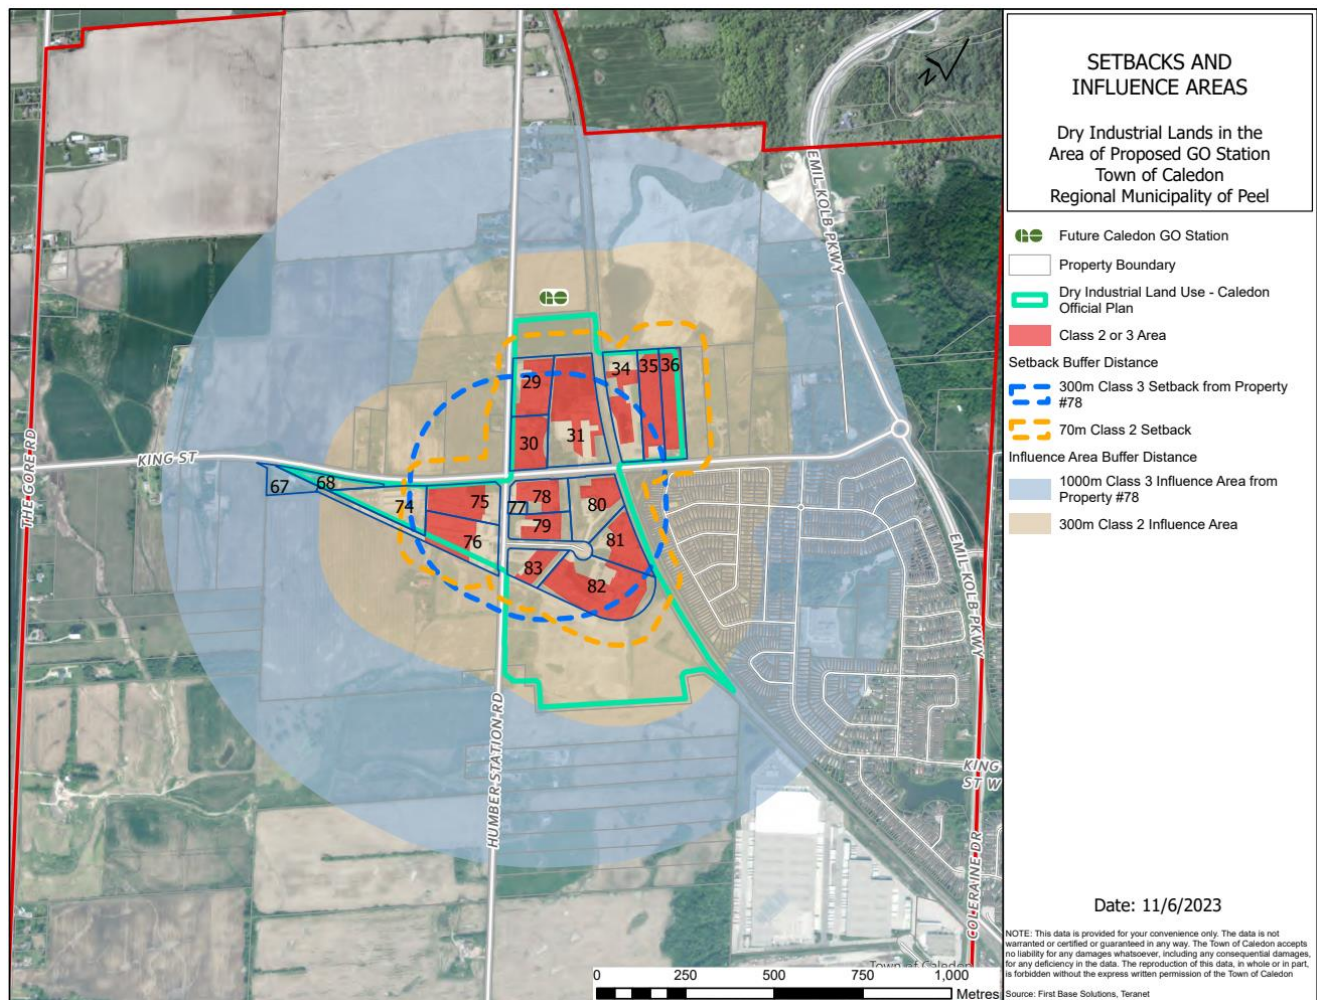 SETBACKS AND
INFLUENCE AREAS
Dry Industrial Lands in the
Area of Proposed GO Station
Town of Caledon
Regional Municipality of Peel
GO Future Caledon GO Station
Property Boundary
Dry Industrial Land Use - Caledon
Official Plan
Class 2 or 3 Area
Setback Buffer Distance
300m Class 3 Setback from Property
#78
70m Class 2 Setback
Influence Area Buffer Distance
1000m Class 3 Influence Area from
Property #78
300m Class 2 Influence Area
Date: 11/6/2023
NOTE: This data is provided for your convenience only. The data is not
warranted or certified or guaranteed in any way. The Town of Caledon accepts
no liability for any damages whatsoever, including any consequential damages,
for any deficiency in the data. The reproduction of this data, in whole or in part,
is forbidden without the express written permission of the Town of Caledon
Source: First Base Solutions, Teranet
N
EMIL KOLB PKWY
GO
29
34
35
36
30
31
KING ST
THE GORE RD
67
68
74
75
76
77
78
79
80
81
82
83
EMIL KOLB PKWY
HUMBER STATION RD
KING
ST W
COLERAINE DR
Town of Caledon
0 250 500 750 1,000
Metres